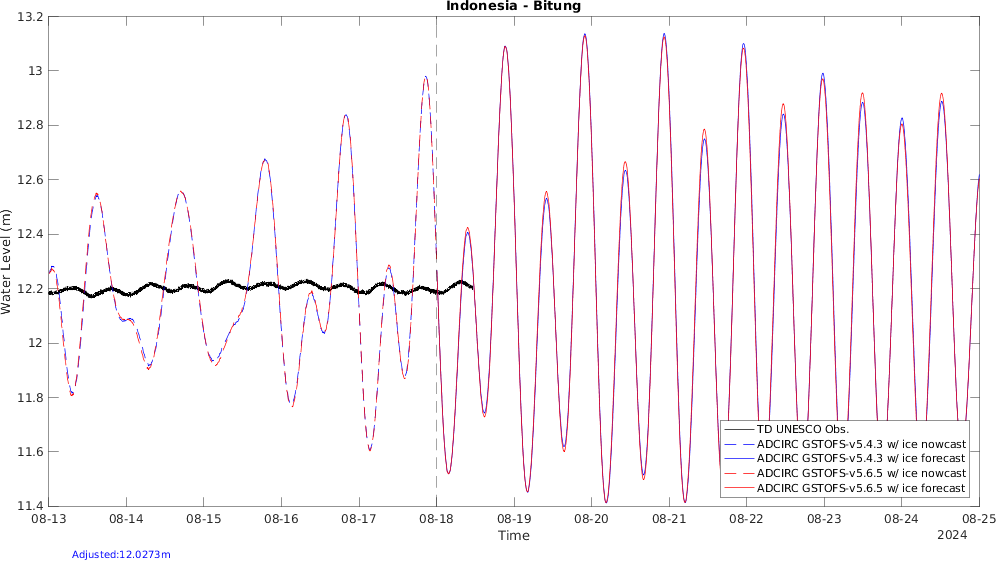 Indonesia - Bitung
13.2
13
12.8
12.6
12.4
12.2
12
11.8
11.6
11.4
Water Level (m)
TD UNESCO Obs.
ADCIRC GSTOFS-v5.4.3 w/ ice nowcast
ADCIRC GSTOFS-v5.4.3 w/ ice forecast
ADCIRC GSTOFS-v5.6.5 w/ ice nowcast
ADCIRC GSTOFS-v5.6.5 w/ ice forecast
08-13 08-14 08-15 08-16 08-17 08-18 08-19 08-20 08-21 08-22 08-23 08-24 08-25
Time
2024
Adjusted:12.0273m